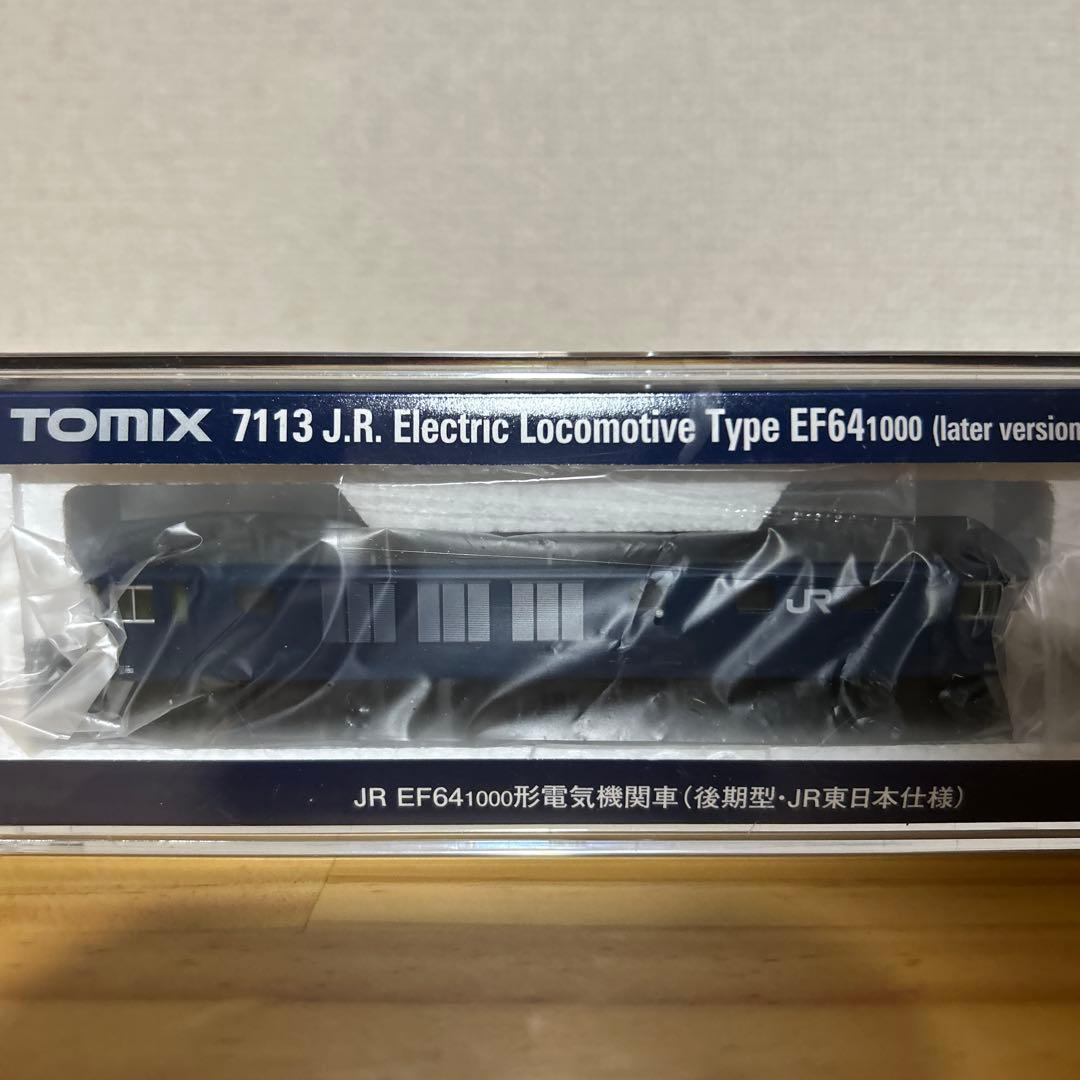 TOMIX 7113 J.R. Electric Locomotive Type EF641000 (later version
JR
JR EF641000形電気機関車(後期型・JR東日本仕様)